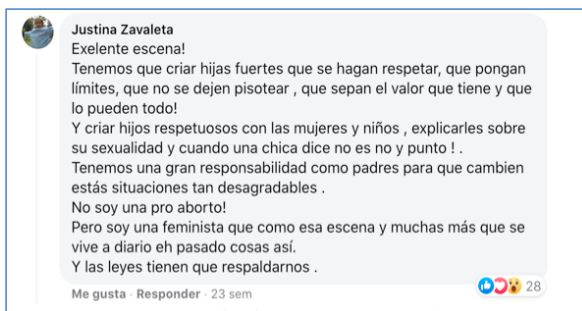 Justina Zavaleta
Exelente escena!
Tenemos que criar hijas fuertes que se hagan respetar, que pongan
límites, que no se dejen pisotear , que sepan el valor que tiene y que
lo pueden todo!
Y criar hijos respetuosos con las mujeres y niños , explicarles sobre
su sexualidad y cuando una chica dice no es no y punto ! .
Tenemos una gran responsabilidad como padres para que cambien
estás situaciones tan desagradables .
No soy una pro aborto!
Pero soy una feminista que como esa escena y muchas más que se
vive a diario eh pasado cosas así.
Y las leyes tienen que respaldarnos .
Me gusta · Responder · 23 sem
28